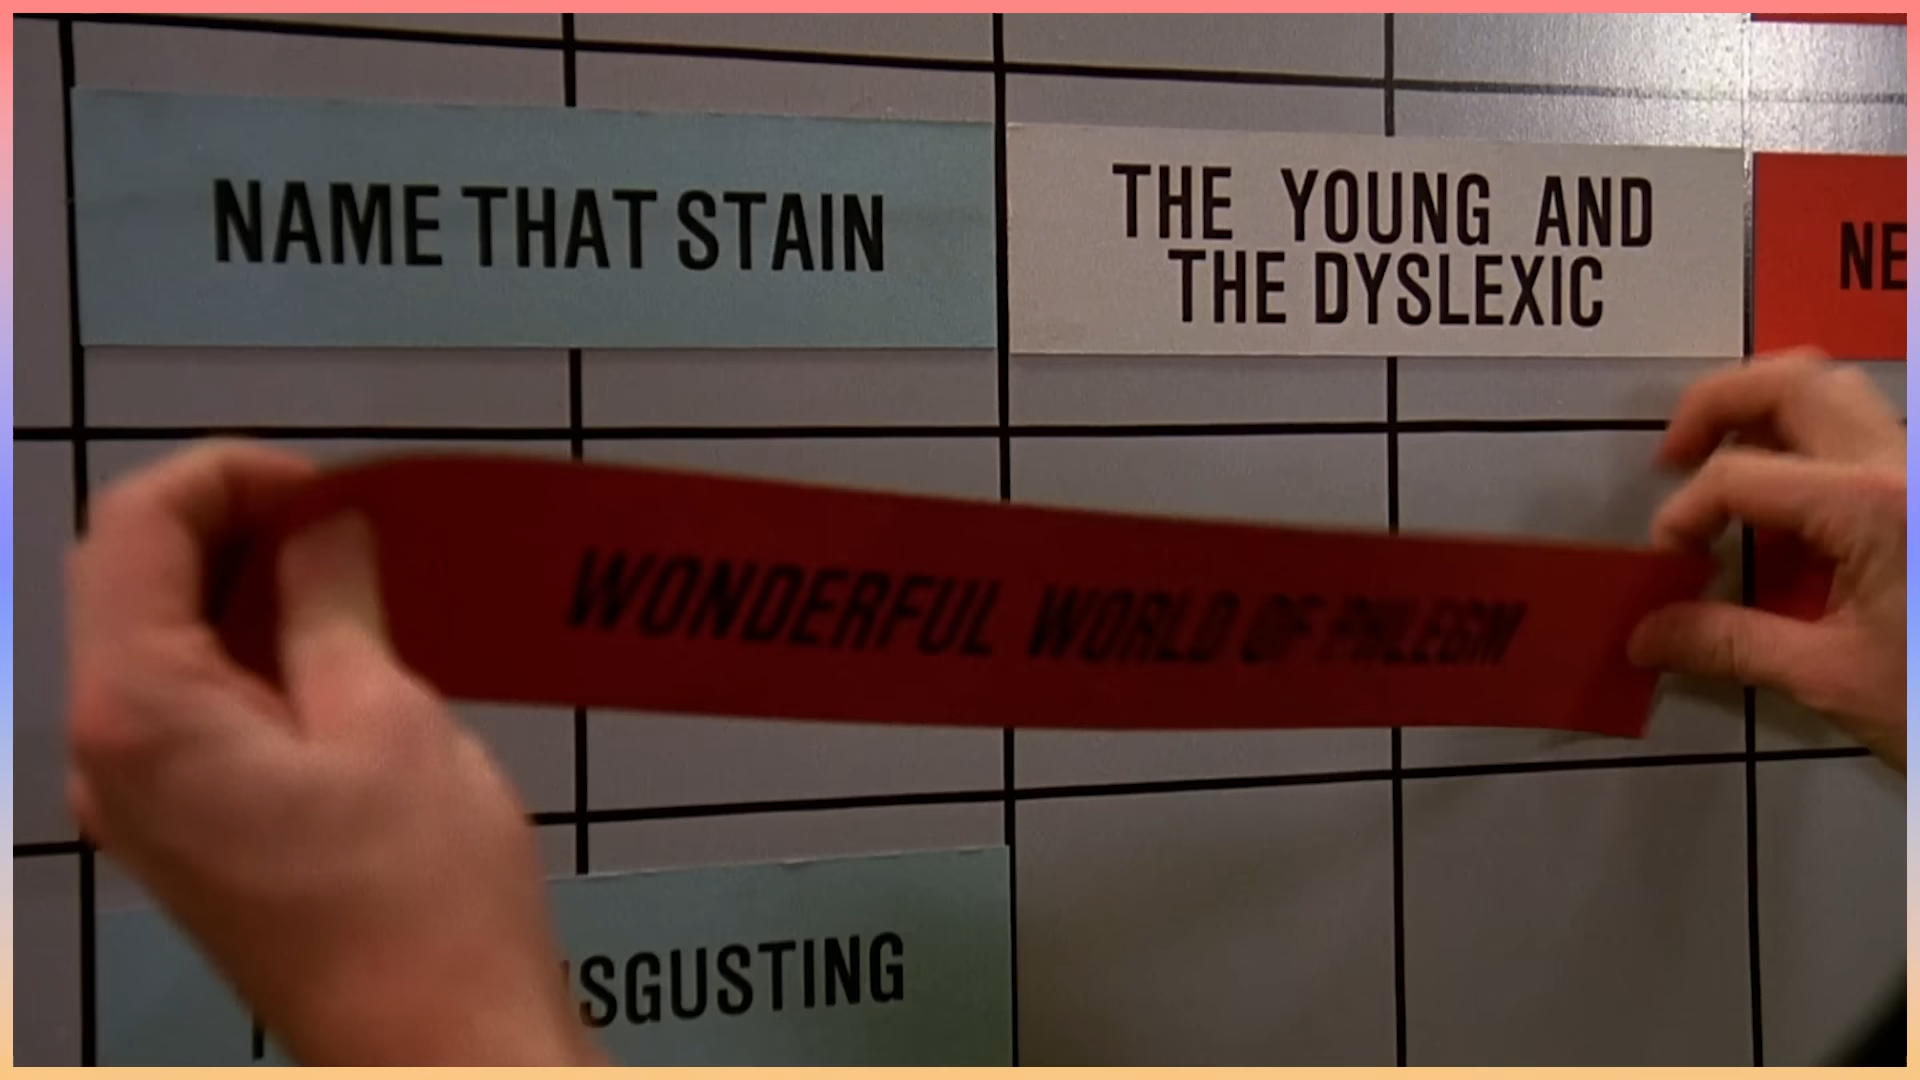 NAME THAT STAIN
THE YOUNG AND
THE DYSLEXIC
NE
WONDERFUL WORLD OF PHLEGM
SGUSTING